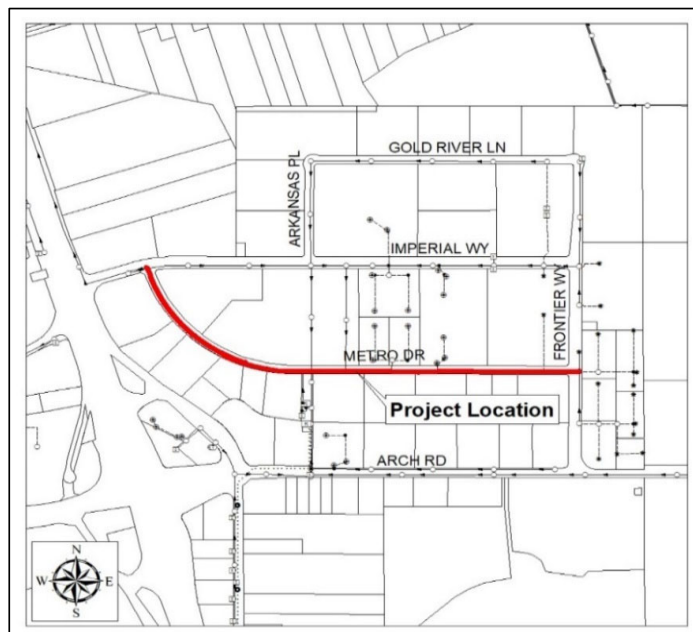 GOLD RIVER LN
ARKANSAS PL
IMPERIAL WY
FRONTIER WY
METRO DR
Project Location
ARCH RD
N
W E
S